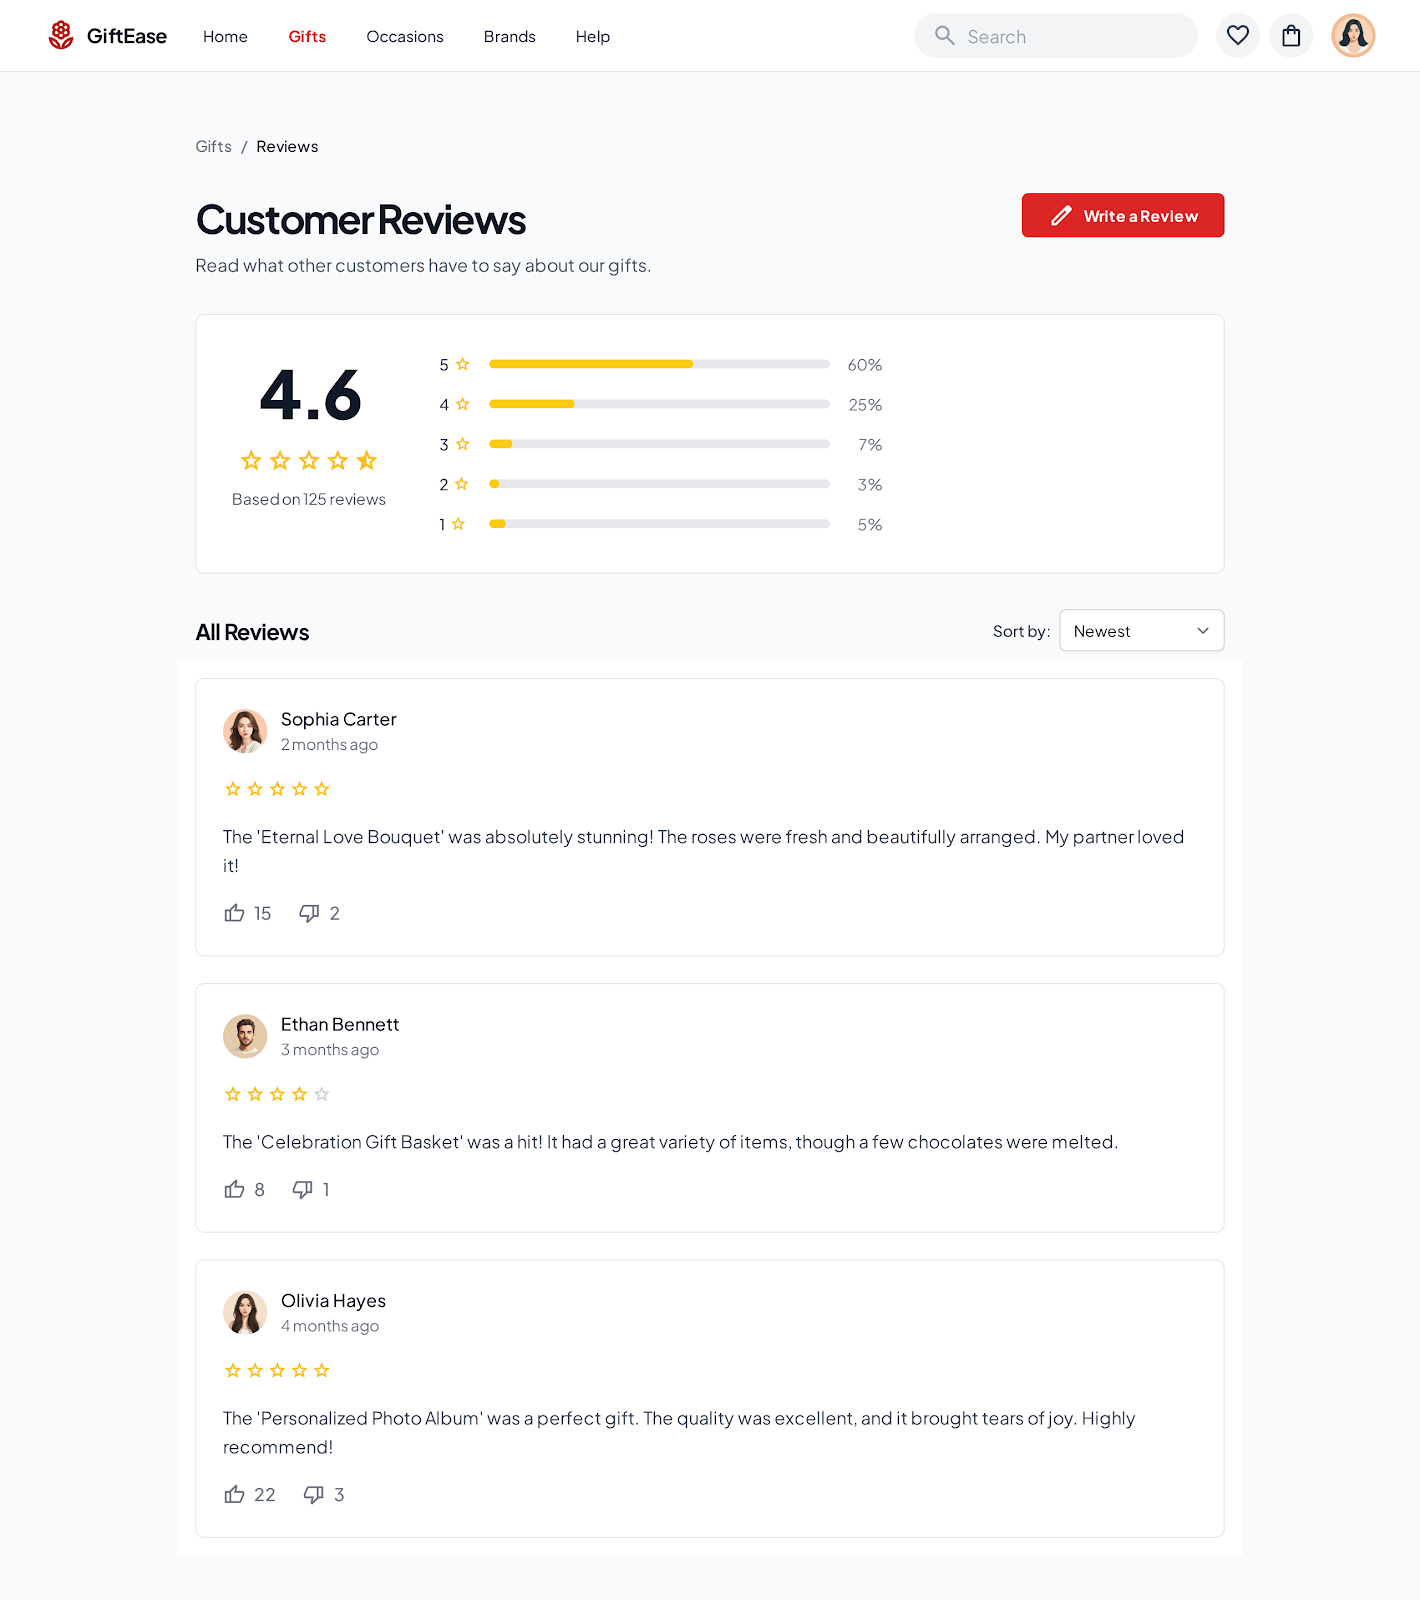 GiftEase
Home
Gifts
Occasions
Brands
Help
Search
Gifts / Reviews
Customer Reviews
Write a Review
Read what other customers have to say about our gifts.
4.6
Based on 125 reviews
5 60%
4 25%
3 7%
2 3%
1 5%
All Reviews
Sort by: Newest
Sophia Carter
2 months ago
The 'Eternal Love Bouquet' was absolutely stunning! The roses were fresh and beautifully arranged. My partner loved
it!
15 2
Ethan Bennett
3 months ago
The 'Celebration Gift Basket' was a hit! It had a great variety of items, though a few chocolates were melted.
8 1
Olivia Hayes
4 months ago
The 'Personalized Photo Album' was a perfect gift. The quality was excellent, and it brought tears of joy. Highly
recommend!
22 3